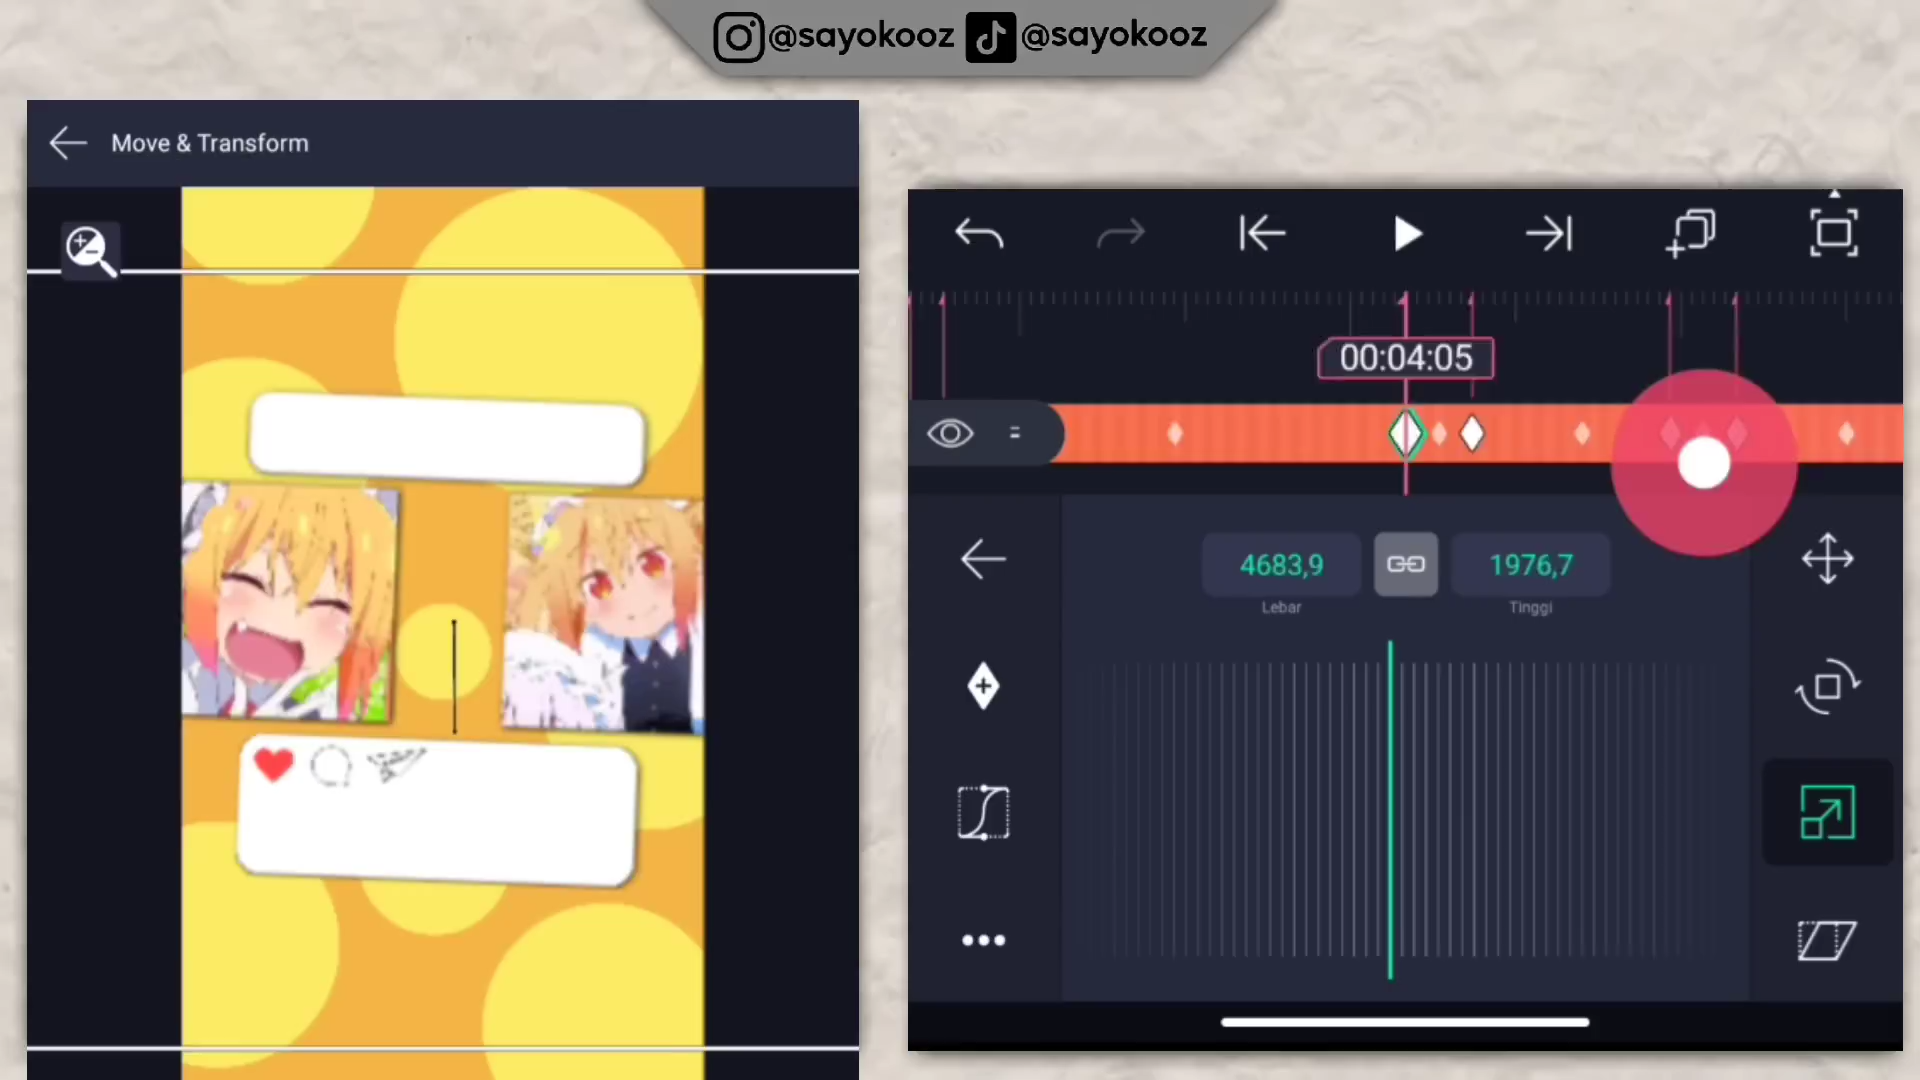 @sayokooz @sayokooz
Move & Transform
00:04:05
4683,9 1976,7
Lebar Tinggi